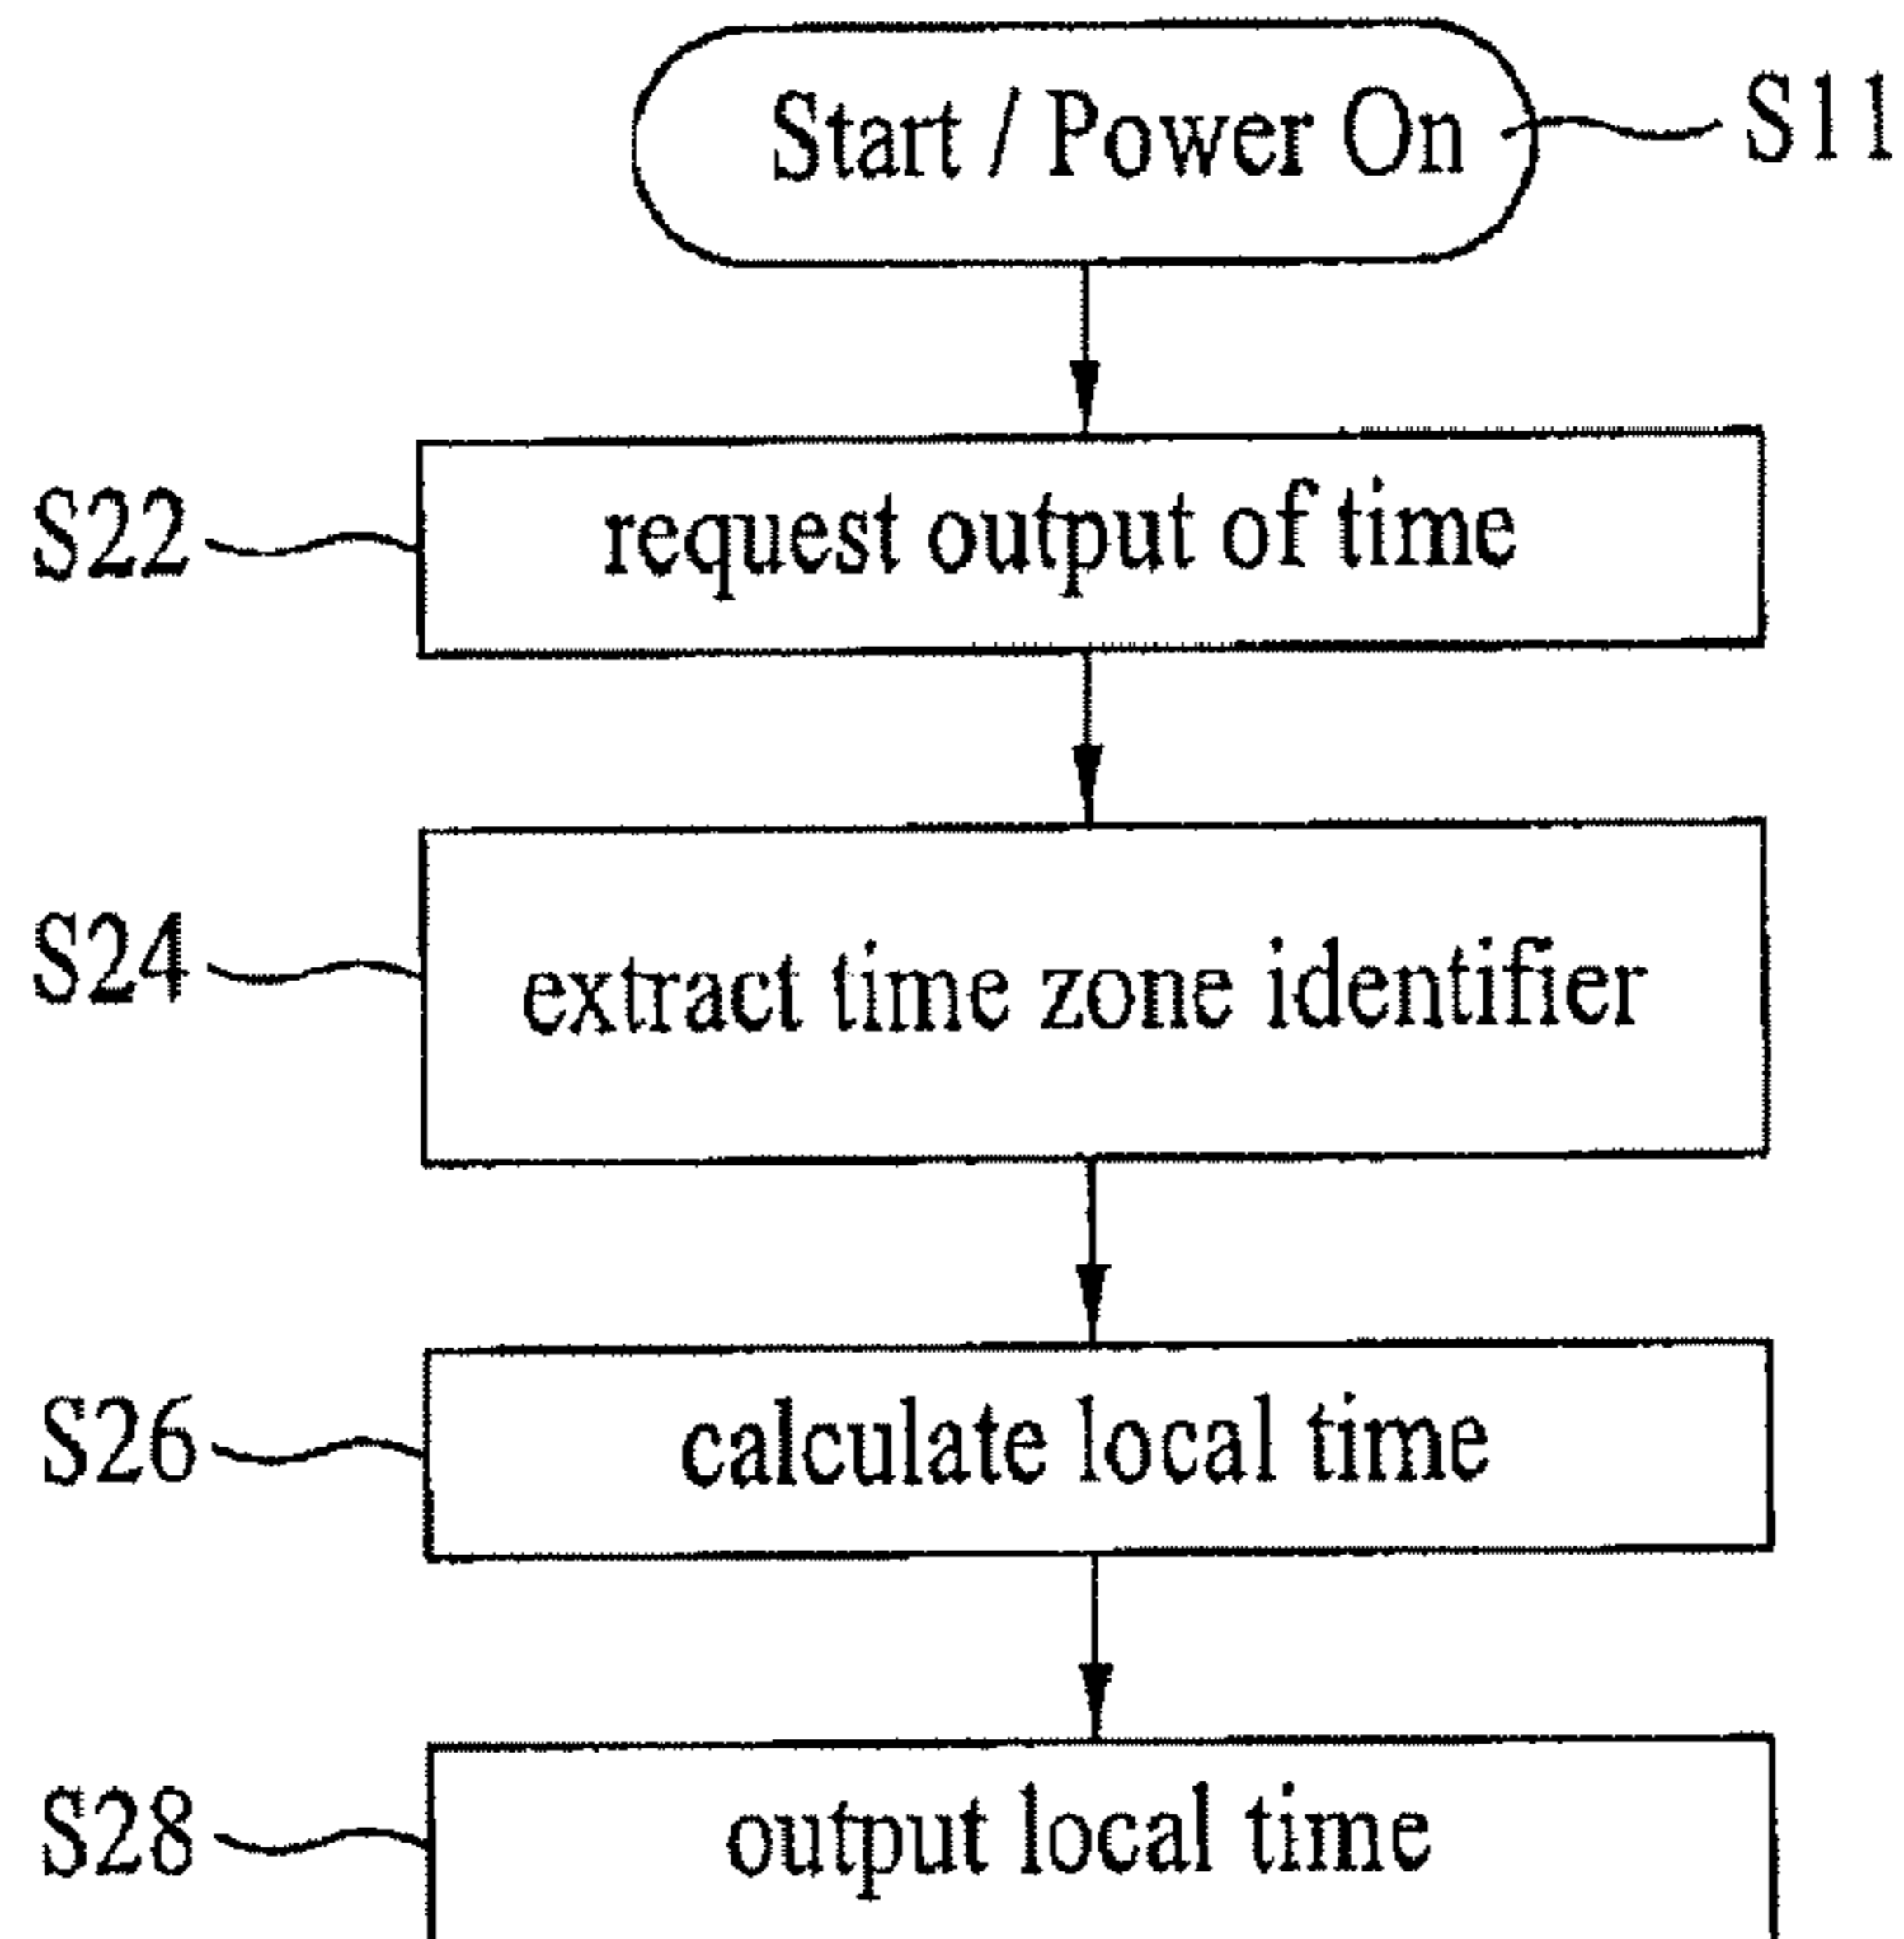 Start / Power On S11
S22 request output of time
S24 extract time zone identifier
S26 calculate local time
S28 output local time